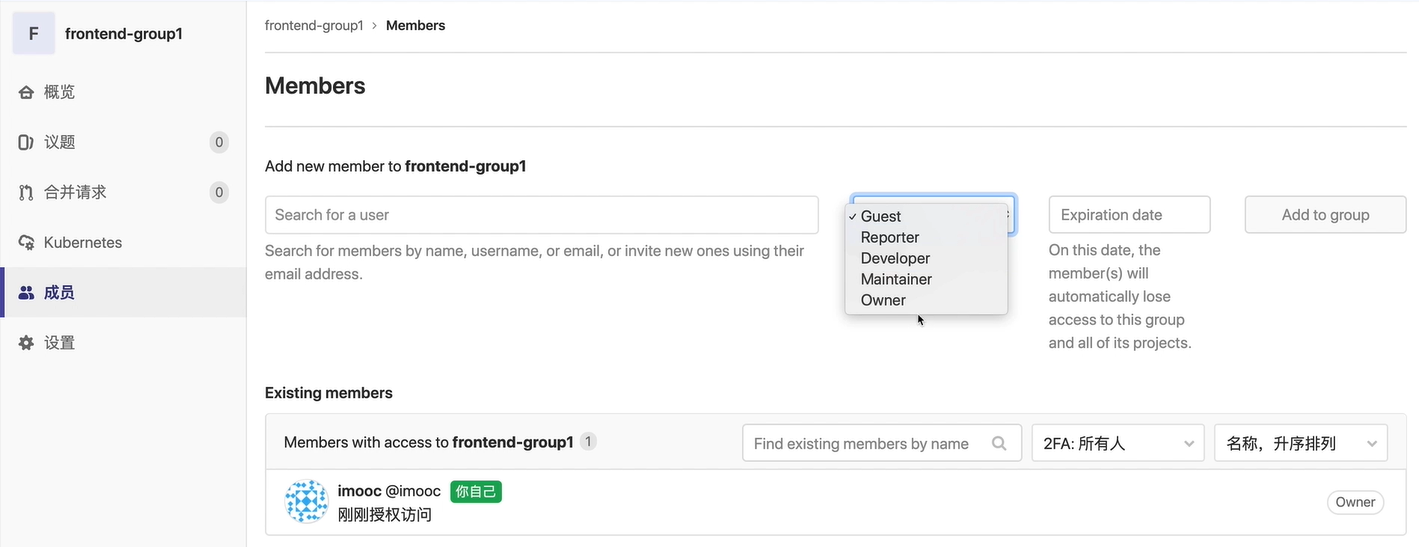 F frontend-group1
概览
议题 0
合并请求 0
Kubernetes
成员
设置
frontend-group1 > Members
Members
Add new member to frontend-group1
Search for a user
Search for members by name, username, or email, or invite new ones using their
email address.
✓ Guest
Reporter
Developer
Maintainer
Owner
Expiration date
On this date, the
member(s) will
automatically lose
access to this group
and all of its projects.
Add to group
Existing members
Members with access to frontend-group1 1
Find existing members by name
2FA: 所有人
名称，升序排列
imooc @imooc 你自己
刚刚授权访问
Owner